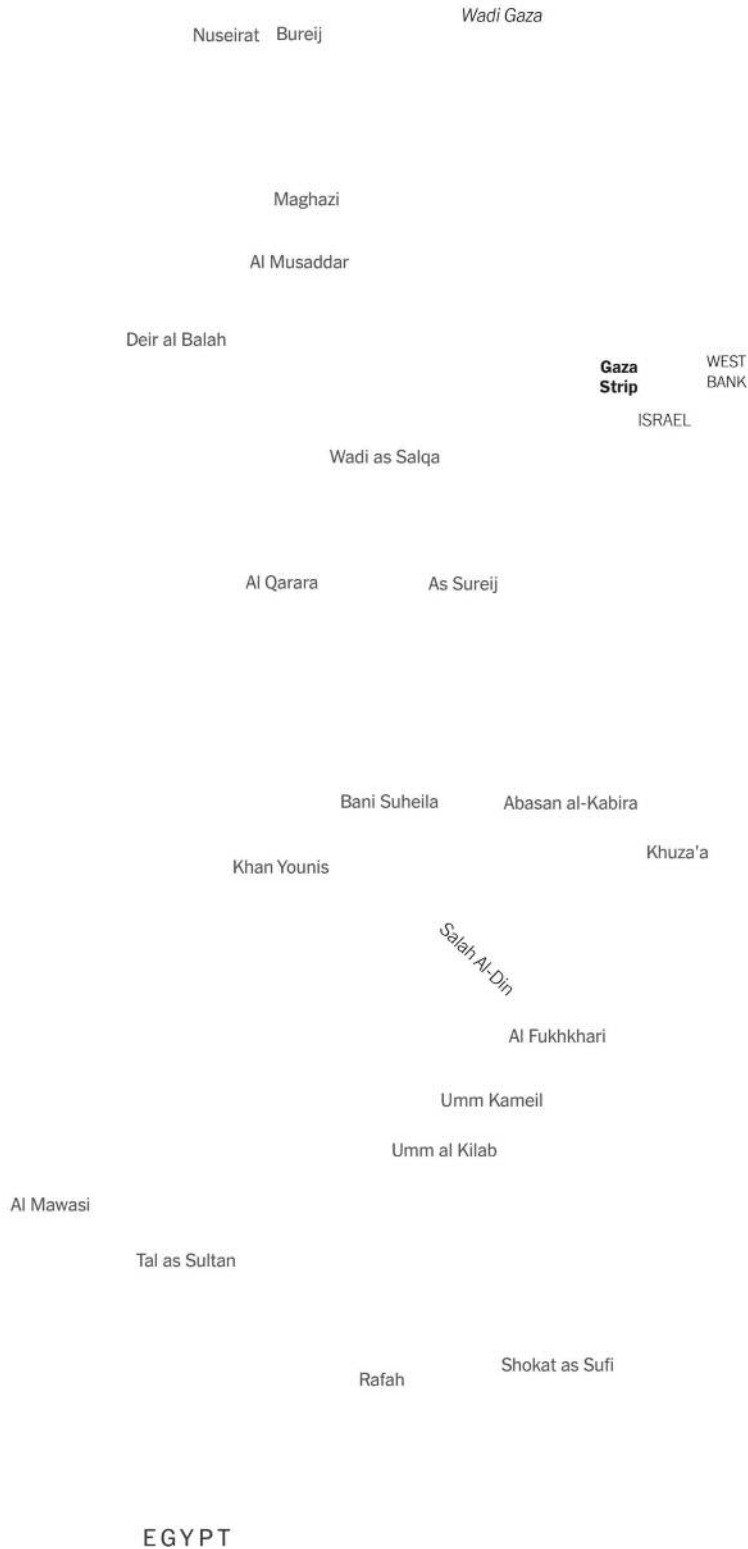 Wadi Gaza
Nuseirat Bureij
Maghazi
Al Musaddar
Deir al Balah
Gaza
Strip
WEST
BANK
ISRAEL
Wadi as Salqa
Al Qarara
As Sureij
Bani Suheila
Abasan al-Kabira
Khuza'a
Khan Younis
Salah Al-Din
Al Fukhkhari
Umm Kameil
Umm al Kilab
Al Mawasi
Tal as Sultan
Shokat as Sufi
Rafah
EGYPT